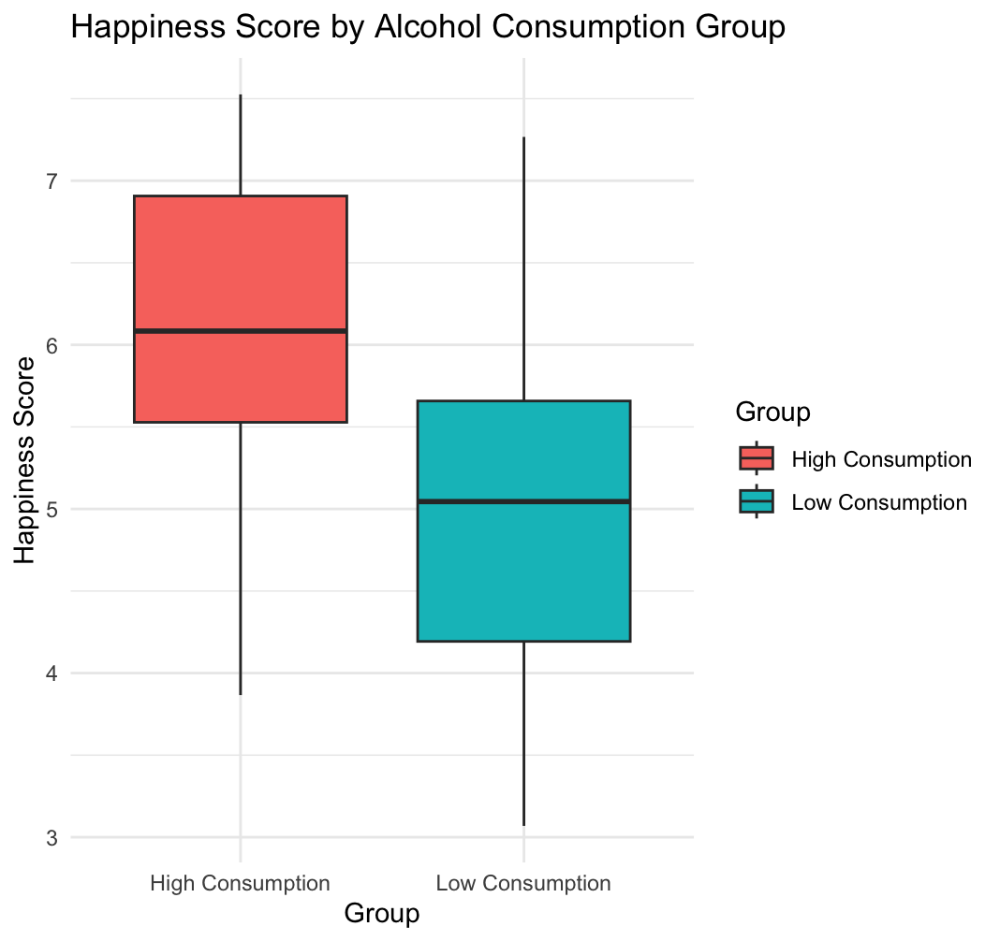 Happiness Score by Alcohol Consumption Group
Happiness Score
7
6
5
4
3
High Consumption
Low Consumption
Group
Group
High Consumption
Low Consumption